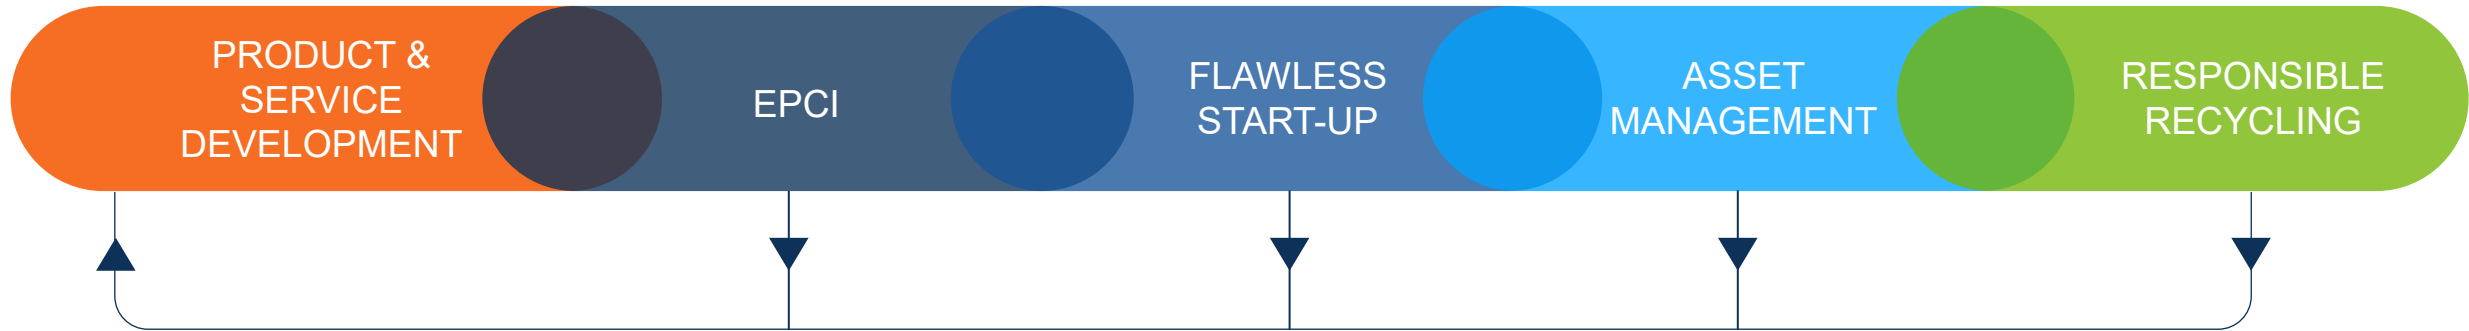 PRODUCT &
SERVICE
DEVELOPMENT
EPCI
FLAWLESS
START-UP
ASSET
MANAGEMENT
RESPONSIBLE
RECYCLING